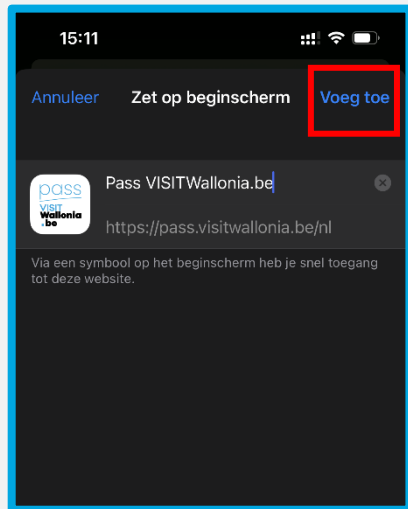 15:11
Annuleer Zet op beginscherm Voeg toe
Pass VISITWallonia.be
pass
VISIT
Wallonia
.be
https://pass.visitwallonia.be/nl
Via een symbool op het beginscherm heb je snel toegang
tot deze website.